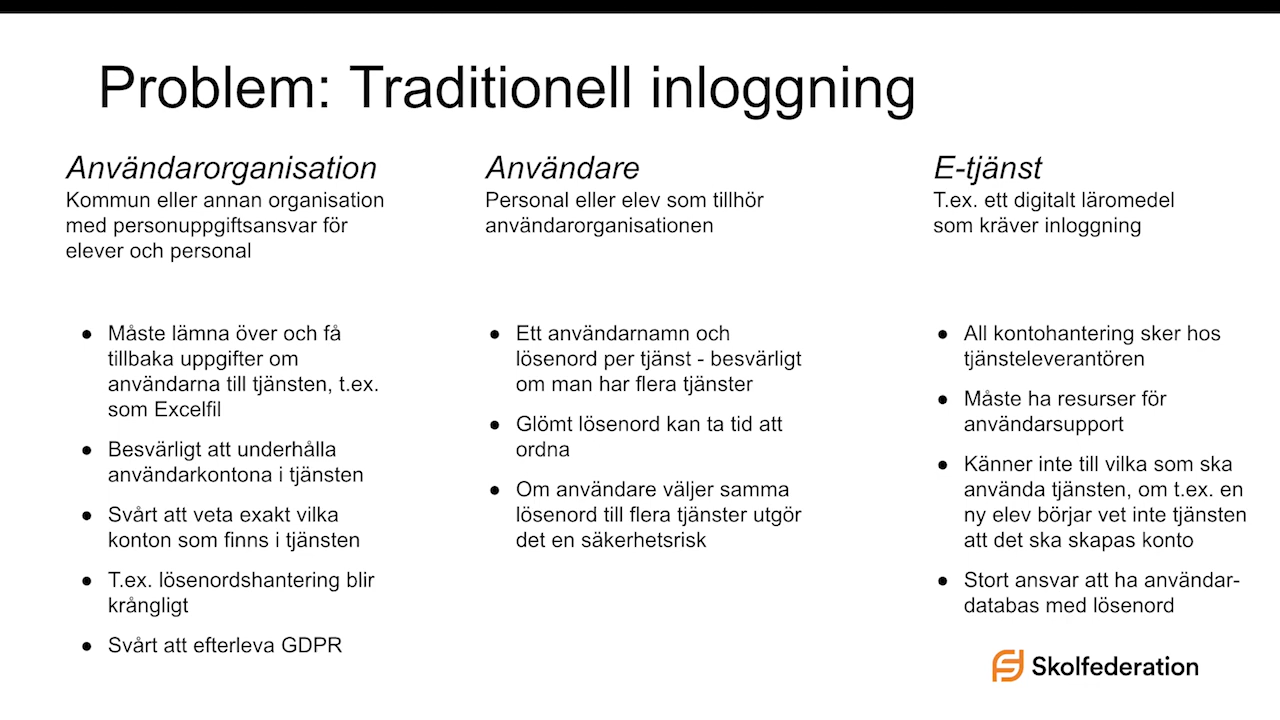 Problem: Traditionell inloggning
Användarorganisation
Kommun eller annan organisation
med personuppgiftsansvar för
elever och personal
● Måste lämna över och få
tillbaka uppgifter om
användarna till tjänsten, t.ex.
som Excelfil
● Besvärligt att underhålla
användarkontona i tjänsten
● Svårt att veta exakt vilka
konton som finns i tjänsten
● T.ex. lösenordshantering blir
krångligt
● Svårt att efterleva GDPR
Användare
Personal eller elev som tillhör
användarorganisationen
● Ett användarnamn och
lösenord per tjänst - besvärligt
om man har flera tjänster
● Glömt lösenord kan ta tid att
ordna
● Om användare väljer samma
lösenord till flera tjänster utgör
det en säkerhetsrisk
E-tjänst
T.ex. ett digitalt läromedel
som kräver inloggning
● All kontohantering sker hos
tjänsteleverantören
● Måste ha resurser för
användarsupport
● Känner inte till vilka som ska
använda tjänsten, om t.ex. en
ny elev börjar vet inte tjänsten
att det ska skapas konto
● Stort ansvar att ha användar-
databas med lösenord
Skolfederation